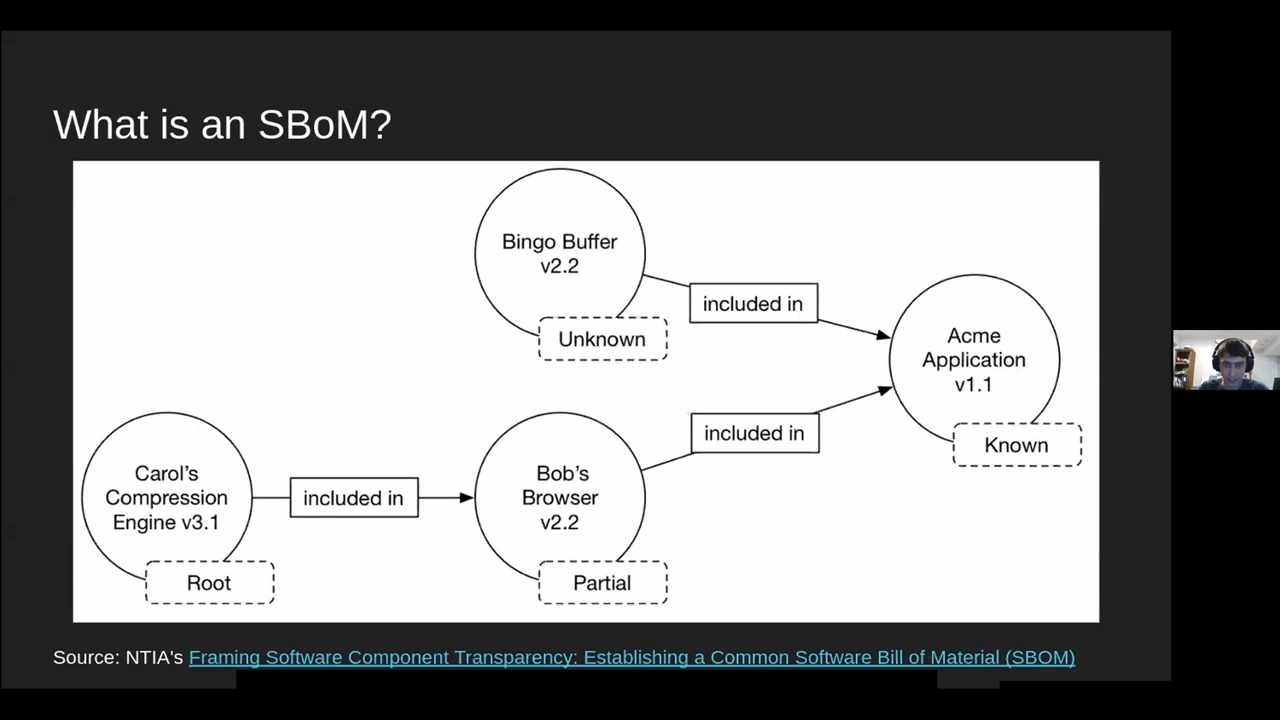 What is an SBoM?
Bingo Buffer
v2.2
Unknown
included in
Acme
Application
v1.1
Known
included in
Carol’s
Compression
Engine v3.1
Root
included in
Bob’s
Browser
v2.2
Partial
Source: NTIA's Framing Software Component Transparency: Establishing a Common Software Bill of Material (SBOM)